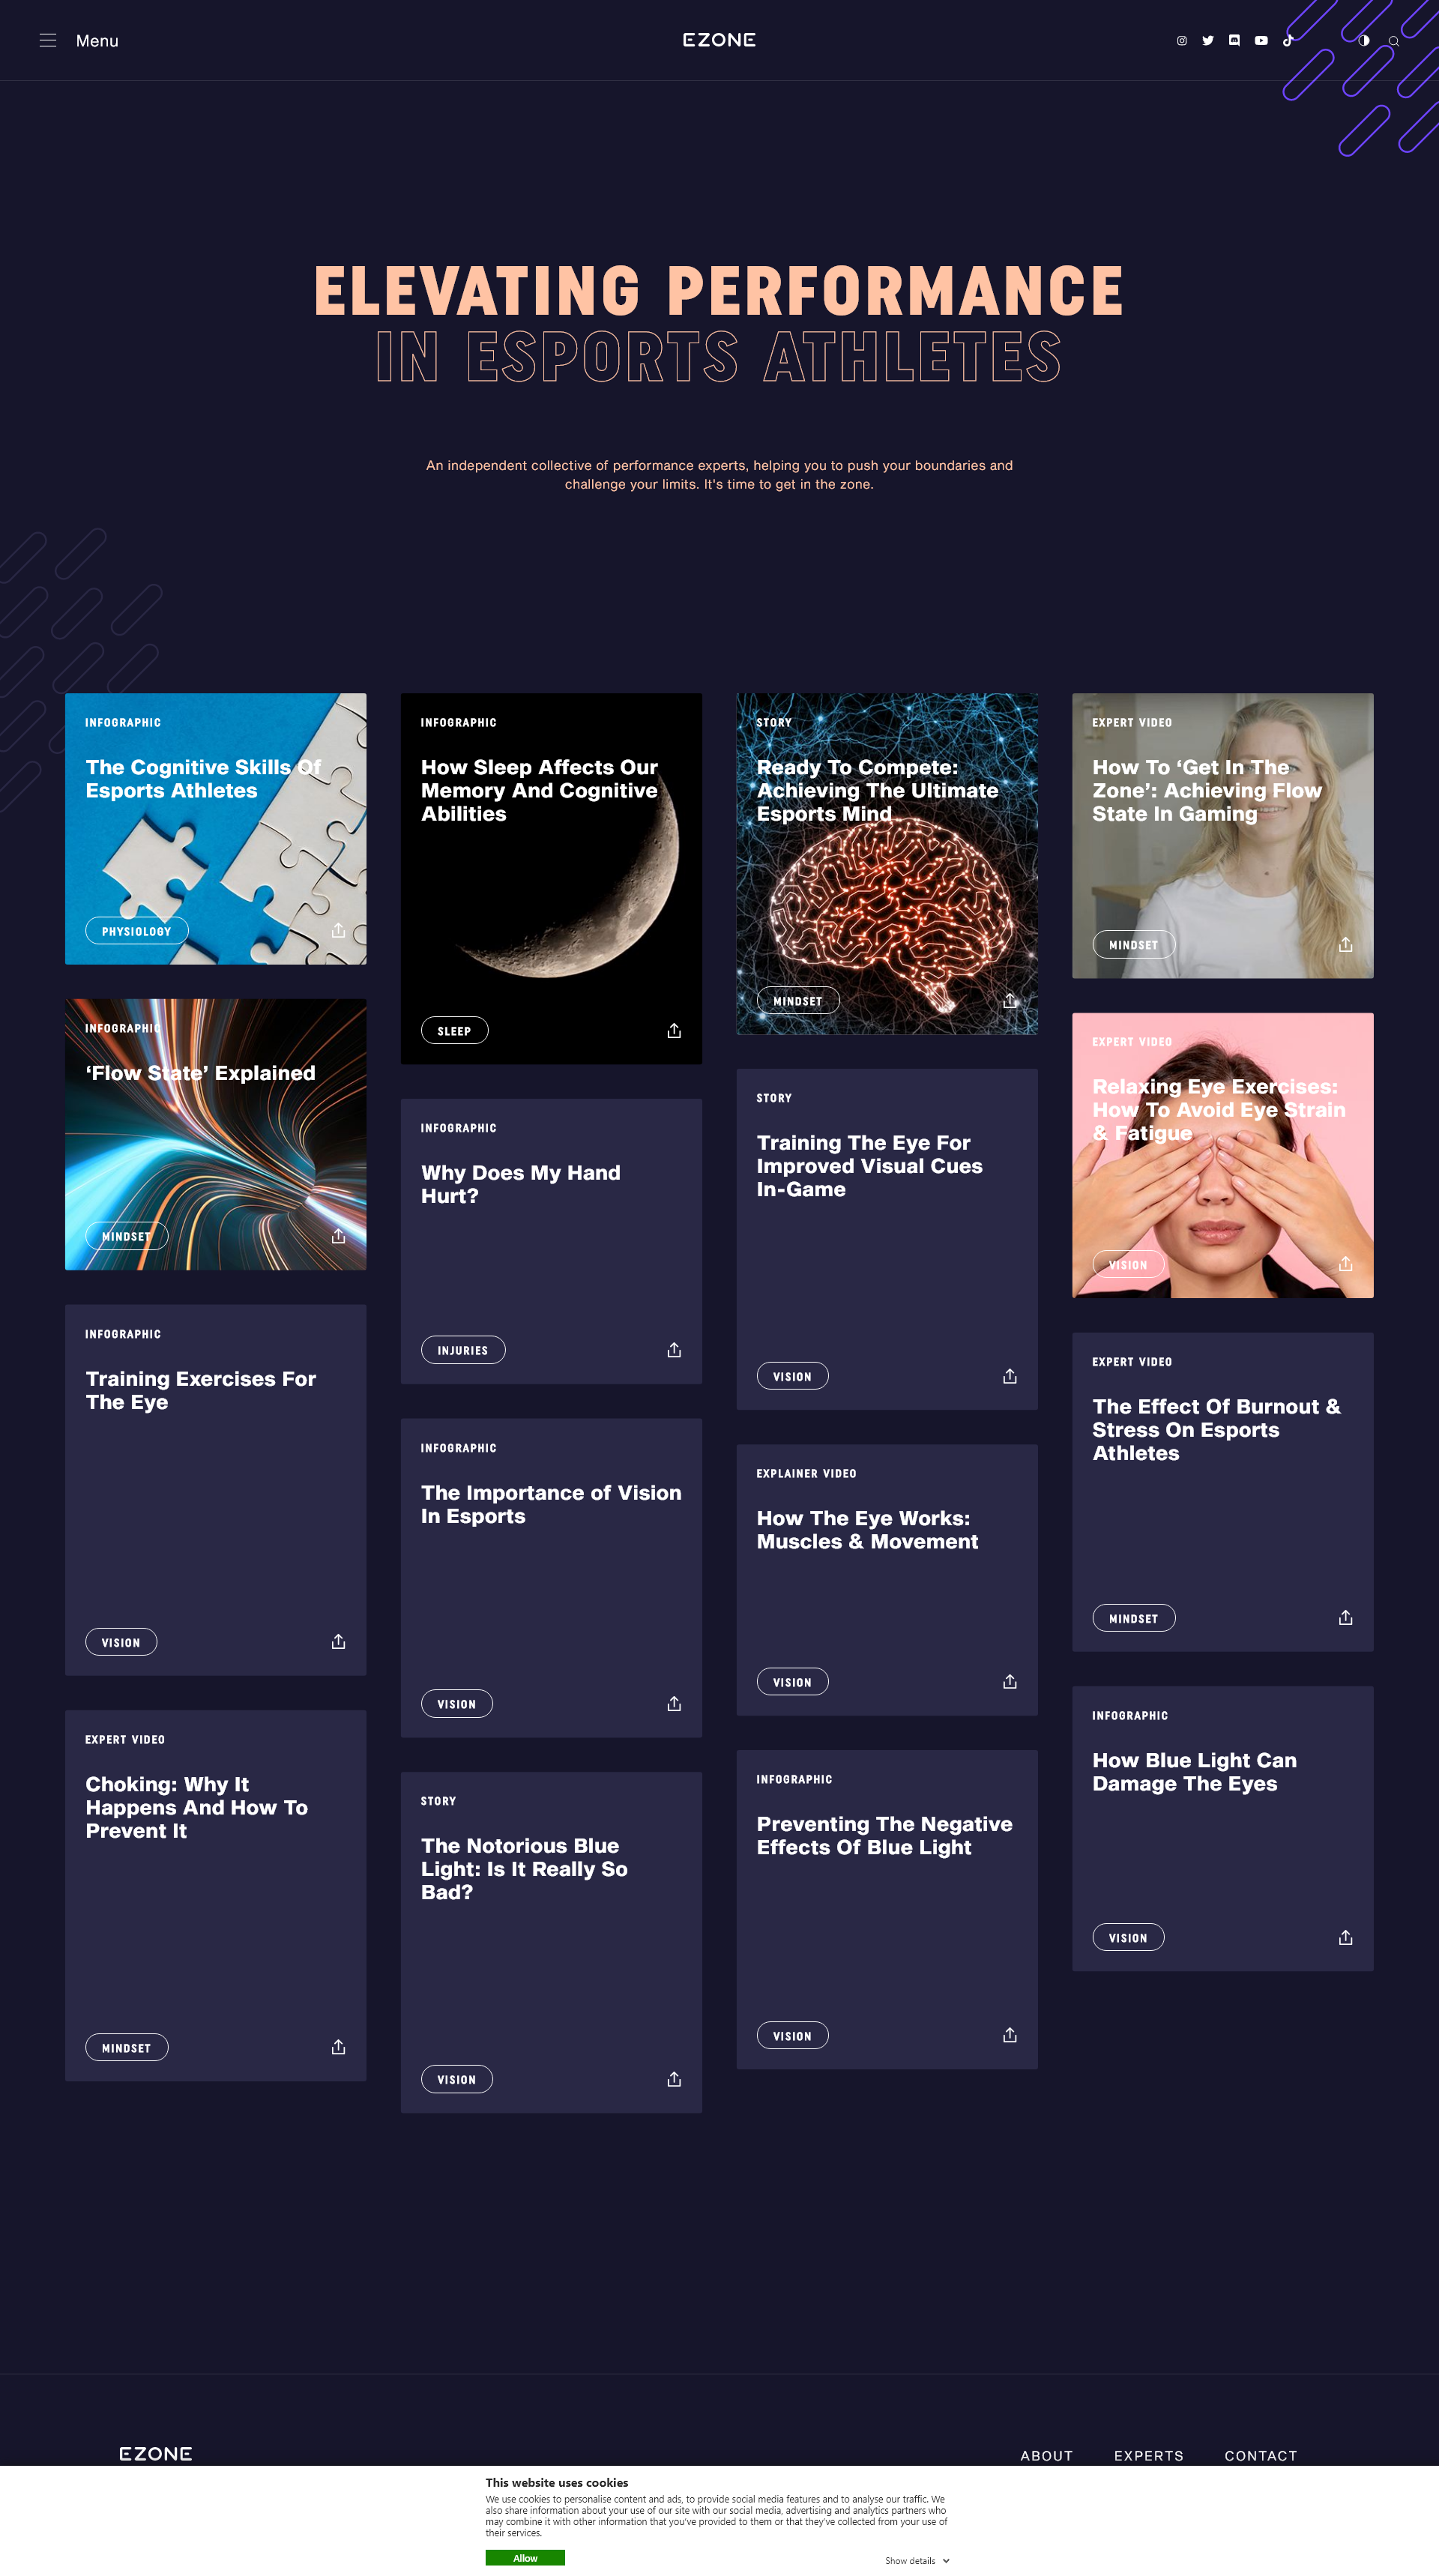 Menu
EZONE
ELEVATING PERFORMANCE
IN ESPORTS ATHLETES
An independent collective of performance experts, helping you to push your boundaries and
challenge your limits. It's time to get in the zone.
INFOGRAPHIC
The Cognitive Skills Of
Esports Athletes
PHYSIOLOGY
INFOGRAPHIC
‘Flow State’ Explained
MINDSET
INFOGRAPHIC
Training Exercises For
The Eye
VISION
EXPERT VIDEO
Choking: Why It
Happens And How To
Prevent It
MINDSET
INFOGRAPHIC
How Sleep Affects Our
Memory And Cognitive
Abilities
SLEEP
INFOGRAPHIC
Why Does My Hand
Hurt?
INJURIES
INFOGRAPHIC
The Importance of Vision
In Esports
VISION
STORY
The Notorious Blue
Light: Is It Really So
Bad?
VISION
STORY
Ready To Compete:
Achieving The Ultimate
Esports Mind
MINDSET
STORY
Training The Eye For
Improved Visual Cues
In-Game
VISION
EXPLAINER VIDEO
How The Eye Works:
Muscles & Movement
VISION
INFOGRAPHIC
Preventing The Negative
Effects Of Blue Light
VISION
EXPERT VIDEO
How To ‘Get In The
Zone’: Achieving Flow
State In Gaming
MINDSET
EXPERT VIDEO
Relaxing Eye Exercises:
How To Avoid Eye Strain
& Fatigue
VISION
EXPERT VIDEO
The Effect Of Burnout &
Stress On Esports
Athletes
MINDSET
INFOGRAPHIC
How Blue Light Can
Damage The Eyes
VISION
EZONE
ABOUT EXPERTS CONTACT
This website uses cookies
We use cookies to personalise content and ads, to provide social media features and to analyse our traffic. We
also share information about your use of our site with our social media, advertising and analytics partners who
may combine it with other information that you’ve provided to them or that they’ve collected from your use of
their services.
Allow
Show details